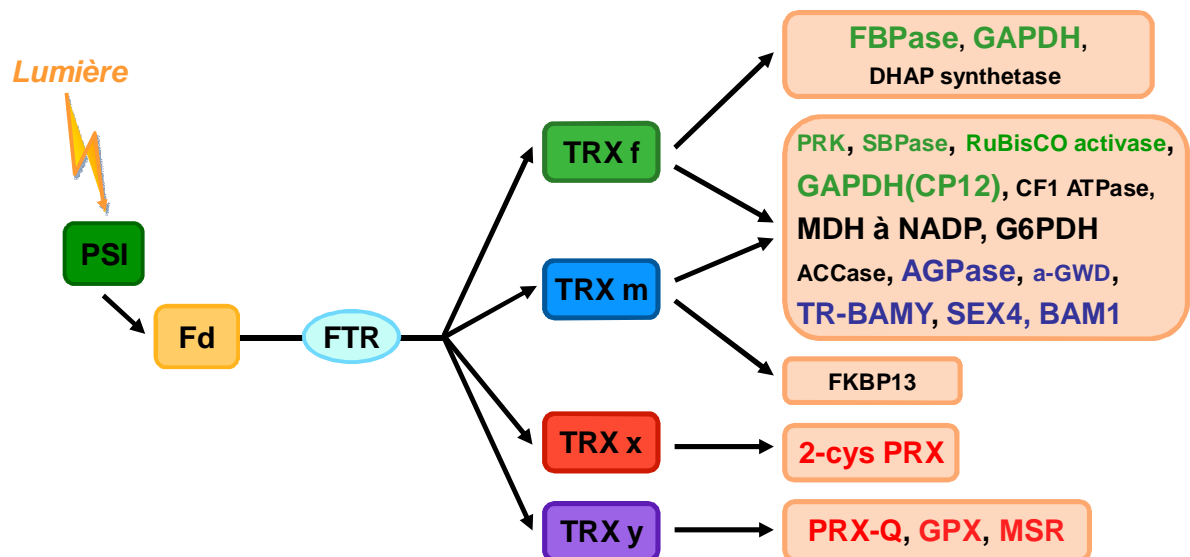 Lumière
PSI
Fd
FTR
TRX f
TRX m
TRX x
TRX y
FBPase, GAPDH,
DHAP synthetase
PRK, SBPase, RuBisCO activase,
GAPDH(CP12), CF1 ATPase,
MDH à NADP, G6PDH
ACCase, AGPase, a-GWD,
TR-BAMY, SEX4, BAM1
FKBP13
2-cys PRX
PRX-Q, GPX, MSR